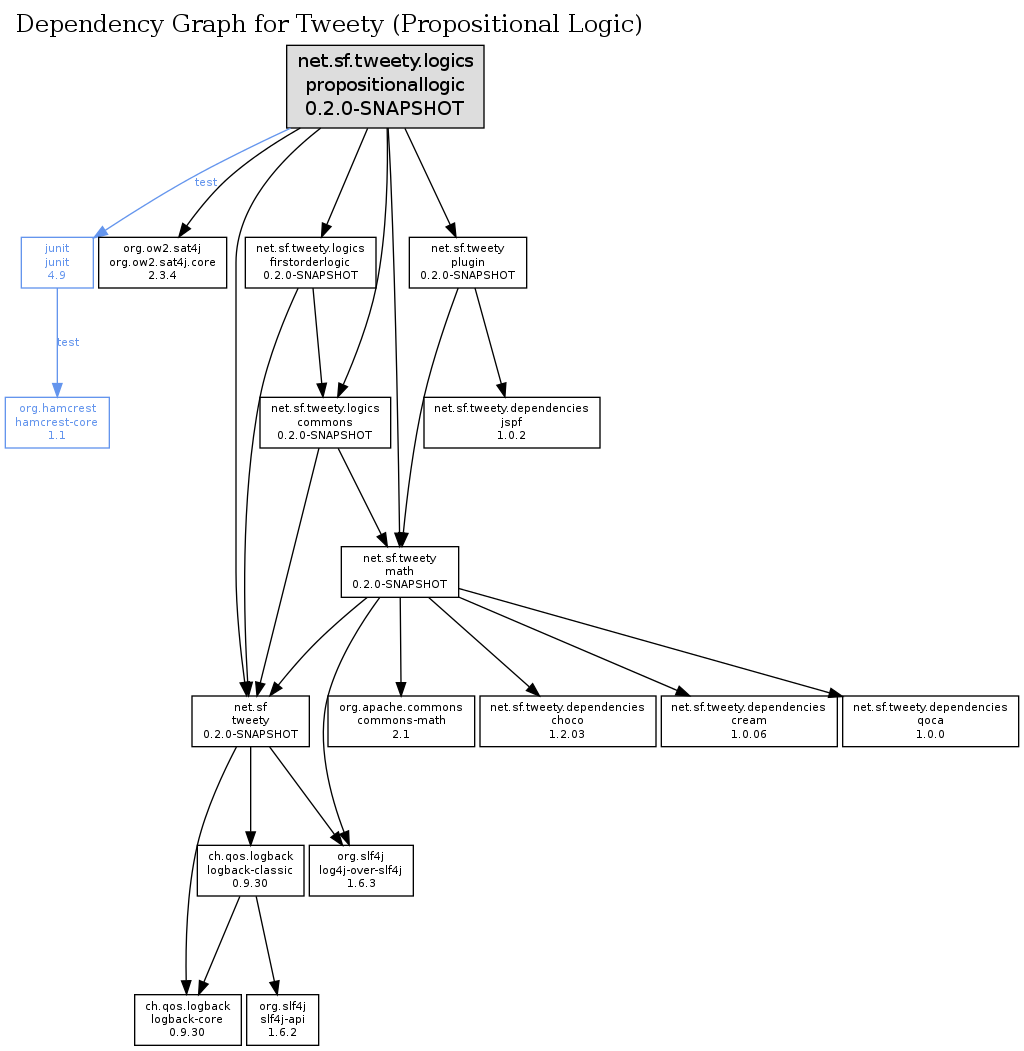 Dependency Graph for Tweety (Propositional Logic)
net.sf.tweety.logics
propositionallogic
0.2.0-SNAPSHOT
test
junit
junit
4.9
org.ow2.sat4j
org.ow2.sat4j.core
2.3.4
net.sf.tweety.logics
firstorderlogic
0.2.0-SNAPSHOT
net.sf.tweety
plugin
0.2.0-SNAPSHOT
test
org.hamcrest
hamcrest-core
1.1
net.sf.tweety.logics
commons
0.2.0-SNAPSHOT
net.sf.tweety.dependencies
jspf
1.0.2
net.sf.tweety
math
0.2.0-SNAPSHOT
net.sf
tweety
0.2.0-SNAPSHOT
org.apache.commons
commons-math
2.1
net.sf.tweety.dependencies
choco
1.2.03
net.sf.tweety.dependencies
cream
1.0.06
net.sf.tweety.dependencies
qoca
1.0.0
ch.qos.logback
logback-classic
0.9.30
org.slf4j
log4j-over-slf4j
1.6.3
ch.qos.logback
logback-core
0.9.30
org.slf4j
slf4j-api
1.6.2